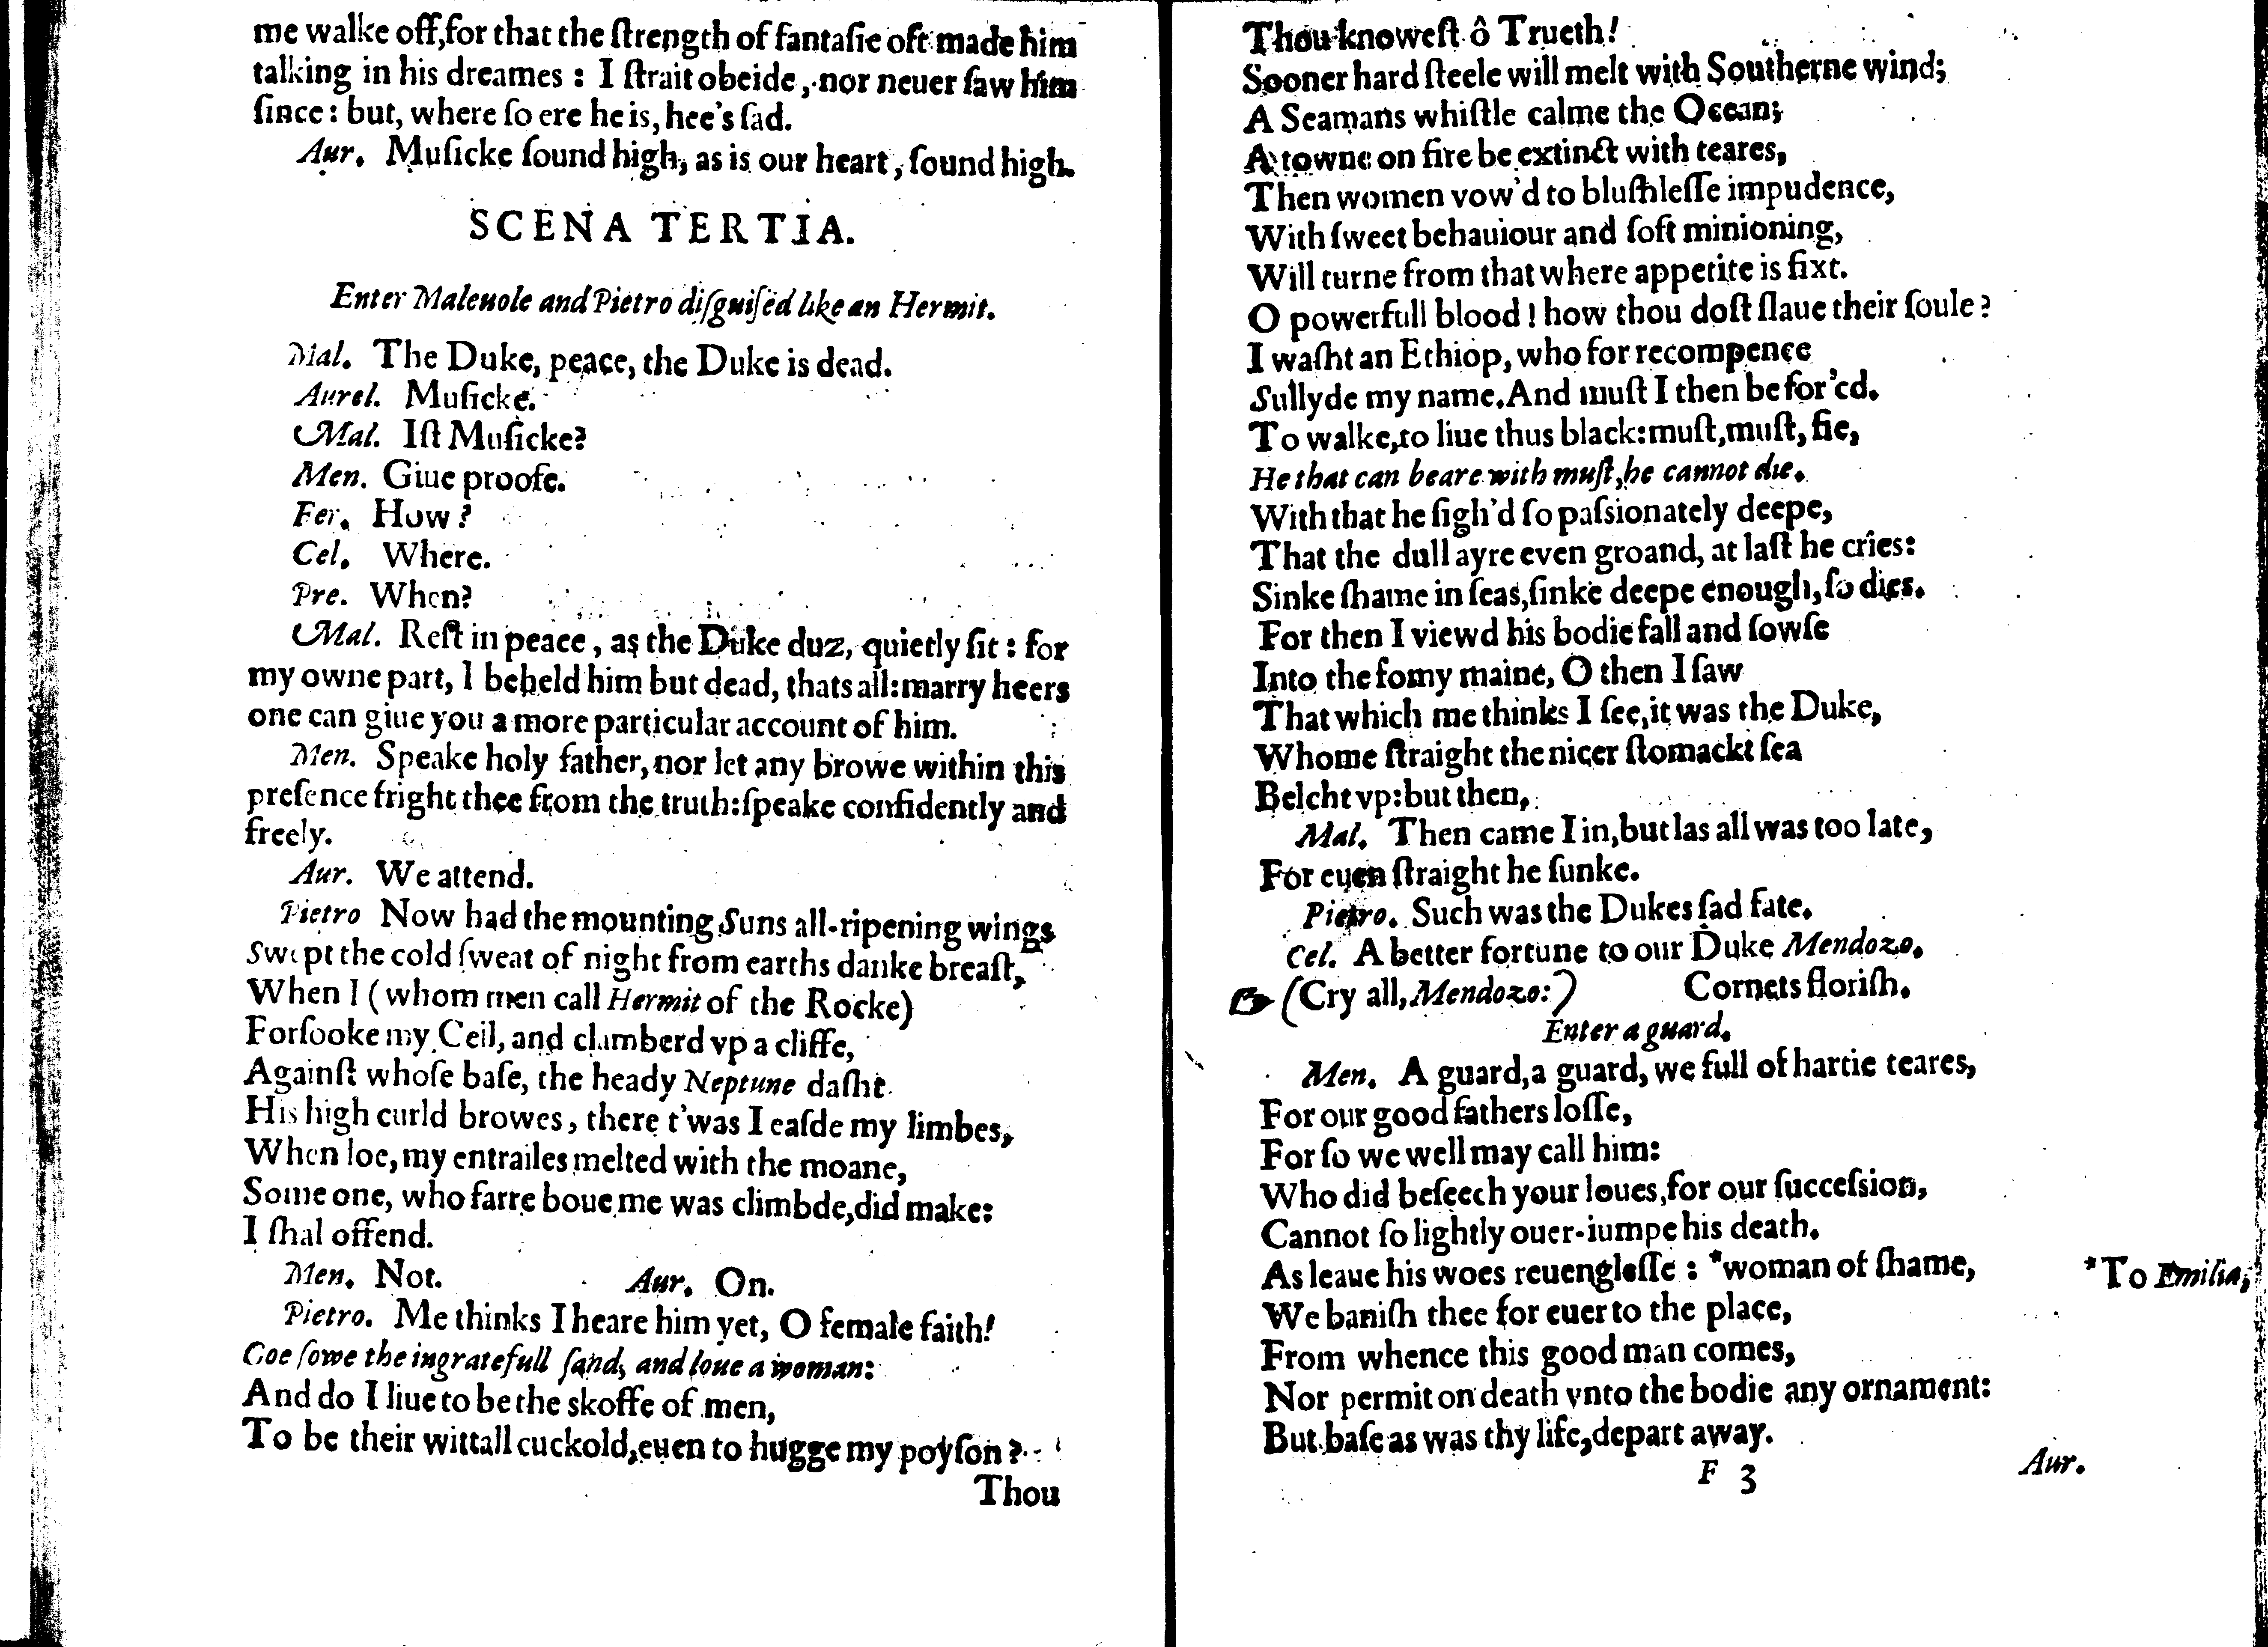 me walke off,for that the ſtrength of fantaſie oft made him
talking in his dreames : I ſtrait obeide , nor neuer ſaw him
ſince : but, where ſo ere he is, hee's ſad.
Aur. Muſicke ſound high, as is our heart , ſound high.
SCENA TERTIA.
Enter Maleuole and Pietro diſguiſed like an Hermit.
Mal. The Duke, peace, the Duke is dead.
Aurel. Muſicke.
Mal. Iſt Muſicke?
Men. Giue proofe.
Fer. How ?
Cel. Where.
Pre. When?
Mal. Reſt in peace , as the Duke duz, quietly ſit : for
my owne part, I beheld him but dead, thats all:marry heers
one can giue you a more particular account of him.
Men. Speake holy father, nor let any browe within this
preſence fright thee from the truth:ſpeake confidently and
freely.
Aur. We attend.
Pietro Now had the mounting Suns all-ripening wings
Swept the cold ſweat of night from earths danke breaſt,
When I ( whom men call Hermit of the Rocke)
Forſooke my Cell, and clamberd vp a cliffe,
Againſt whoſe baſe, the heady Neptune daſht
His high curld browes , there t'was I eaſde my limbes,
When loe, my entrailes melted with the moane,
Some one, who farre boue me was climbde,did make:
I ſhal offend.
Men. Not. Aur. On.
Pietro. Me thinks I heare him yet, O female faith!
Goe ſowe the ingratefull ſand, and loue a woman:
And do I liue to be the skoffe of men,
To be their wittall cuckold,euen to hugge my poyſon ?
Thou
Thou knoweſt ô Trueth!
Sooner hard ſteele will melt with Southerne wind;
A Seamans whiſtle calme the Ocean;
A towne on fire be extinct with teares,
Then women vow'd to bluſhleſſe impudence,
With ſweet behauiour and ſoft minioning,
Will turne from that where appetite is fixt.
O powerfull blood ! how thou doſt ſlaue their ſoule ?
I waſht an Ethiop, who for recompence
Sullyde my name.And muſt I then be for'cd.
To walke,to liue thus black:muſt,muſt, fie,
He that can beare with muſt,he cannot die.
With that he ſigh'd ſo paſsionately deepe,
That the dull ayre even groand, at laſt he cries:
Sinke ſhame in ſeas,ſinke deepe enough, ſo dies.
For then I viewd his bodie fall and ſowſe
Into the fomy maine, O then I ſaw
That which me thinks I ſee,it was the Duke,
Whome ſtraight the nicer ſtomackt ſea
Belcht vp:but then,
Mal. Then came I in,but las all was too late,
For euen ſtraight he ſunke.
Pietro. Such was the Dukes ſad fate.
Cel. A better fortune to our Duke Mendozo.
☞ (Cry all, Mendozo:) Cornets floriſh.
Enter a guard.
Men. A guard,a guard, we full of hartie teares,
For our good fathers loſſe,
For ſo we well may call him:
Who did beſeech your loues,for our ſucceſsion,
Cannot ſo lightly ouer-iumpe his death.
As leaue his woes reuengleſſe : *woman of ſhame, *To Emilia,
We baniſh thee for euer to the place,
From whence this good man comes,
Nor permit on death vnto the bodie any ornament:
But baſe as was thy life,depart away.
F 3 Aur.